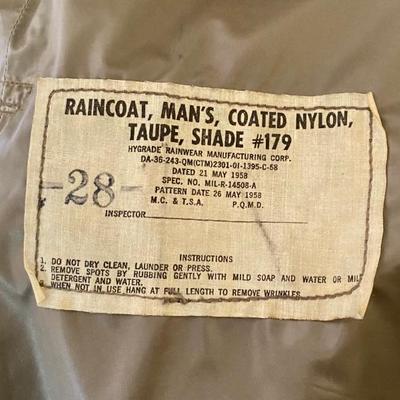 RAINCOAT, MAN'S, COATED NYLON,
TAUPE, SHADE #179
HYGRADE RAINWEAR MANUFACTURING CORP.
DA-36-243-QM(CTM)2301-OI-1395-C-58
DATED 21 MAY 1958
SPEC. NO. MIL-R-14508-A
PATTERN DATE 26 MAY 1958
M.C. & T.S.A. P.Q.M.D.
-28-
INSPECTOR
INSTRUCTIONS
1. DO NOT DRY CLEAN, LAUNDER OR PRESS.
2. REMOVE SPOTS BY RUBBING GENTLY WITH MILD SOAP AND WATER OR MIL
DETERGENT AND WATER.
WHEN NOT IN USE HANG AT FULL LENGTH TO REMOVE WRINKLES.